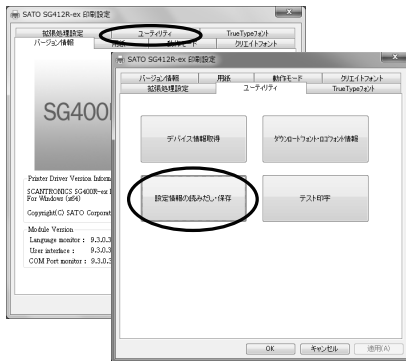 SATO SG412R-ex 印刷設定
拡張処理設定 ユーティリティ TrueTypeフォント
バージョン情報 用紙 動作モード クリエイトフォント
SG400
Printer Driver Version Inform
SCANTRONICS SG400R-ex
For Windows (x64)
Copyright(C) SATO Corporat
Module Version
Language monitor : 9.3.0.3
User interface : 9.3.0.3
COM Port monitor : 9.3.0.3
SATO SG412R-ex 印刷設定
バージョン情報 用紙 動作モード クリエイトフォント
拡張処理設定 ユーティリティ TrueTypeフォント
デバイス情報取得 ダウンロードフォント・ロゴフォント情報
設定情報の読みだし・保存 テスト印字
OK キャンセル 適用(A)